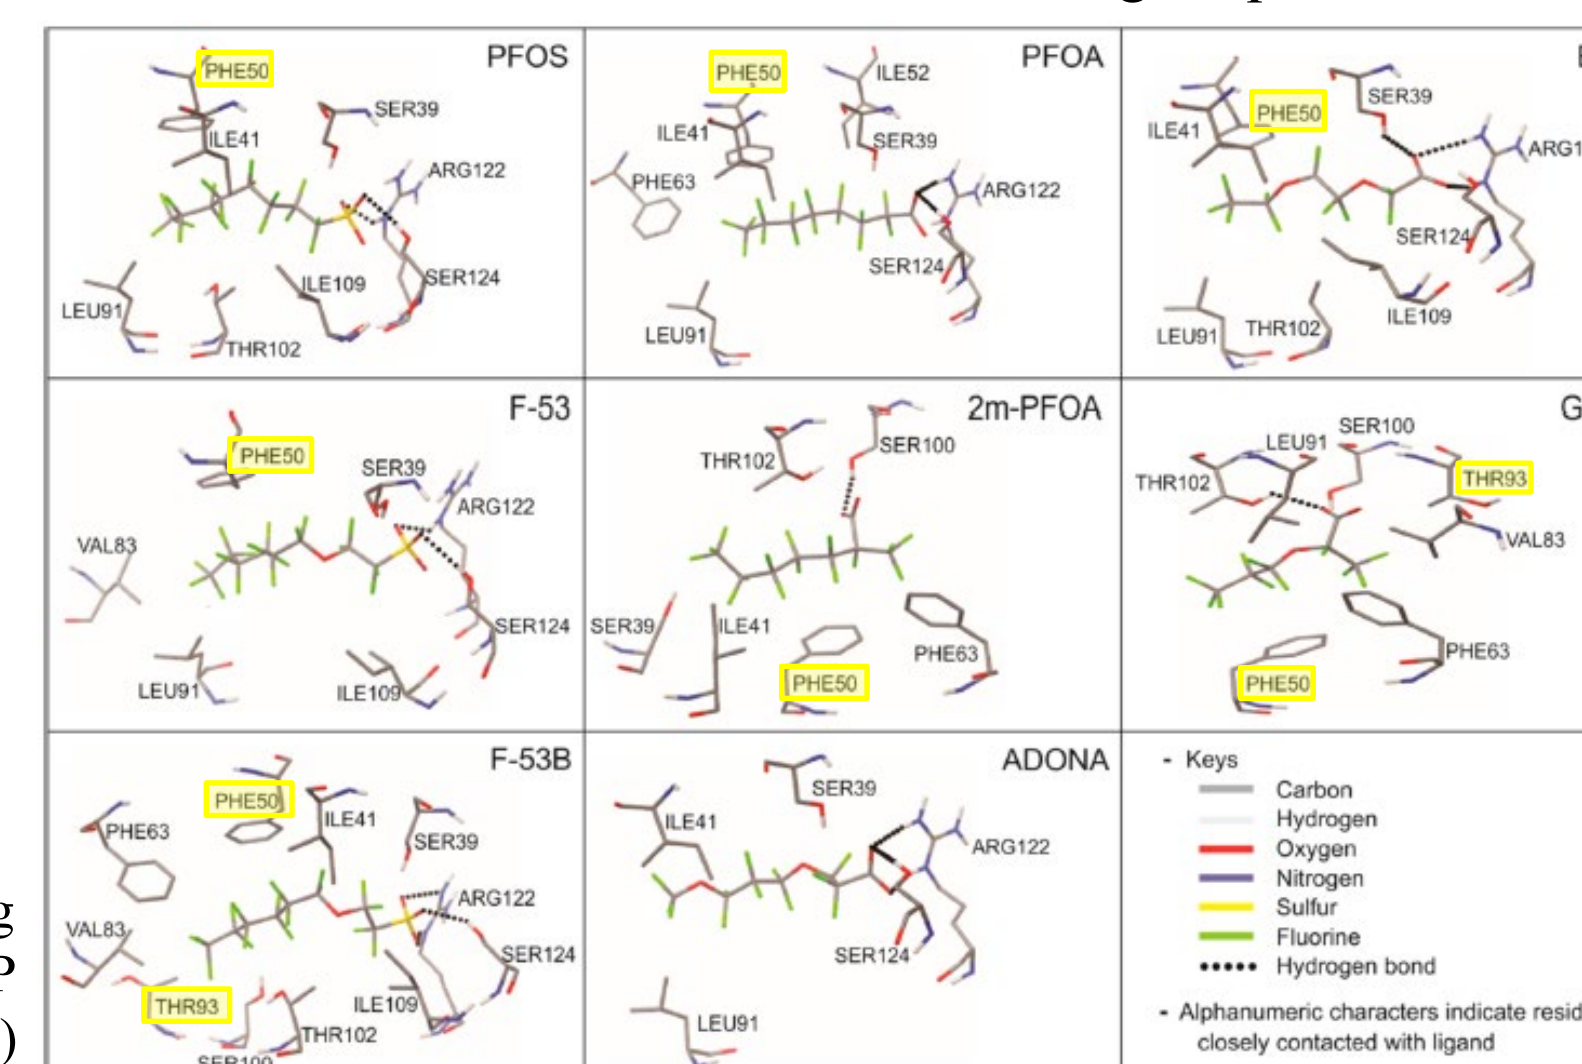 PFOS
PHE50
SER39
ILE41
ARG122
ILE109
SER124
LEU91
THR102
PFOA
PHE50
ILE52
ILE41
SER39
PHE63
ARG122
SER124
LEU91
SER39
PHE50
ILE41
ARG1
SER124
ILE109
LEU91
THR102
F-53
PHE50
SER39
ARG122
VAL83
SER124
LEU91
ILE109
2m-PFOA
SER100
THR102
SER39
ILE41
PHE63
PHE50
G
SER100
LEU91
THR102
THR93
VAL83
PHE63
PHE50
F-53B
PHE50
ILE41
PHE63
SER39
ARG122
VAL83
SER124
THR93
ILE109
THR102
SER100
ADONA
SER39
ILE41
ARG122
SER124
LEU91
- Keys
Carbon
Hydrogen
Oxygen
Nitrogen
Sulfur
Fluorine
Hydrogen bond
- Alphanumeric characters indicate resid
closely contacted with ligand
g
)